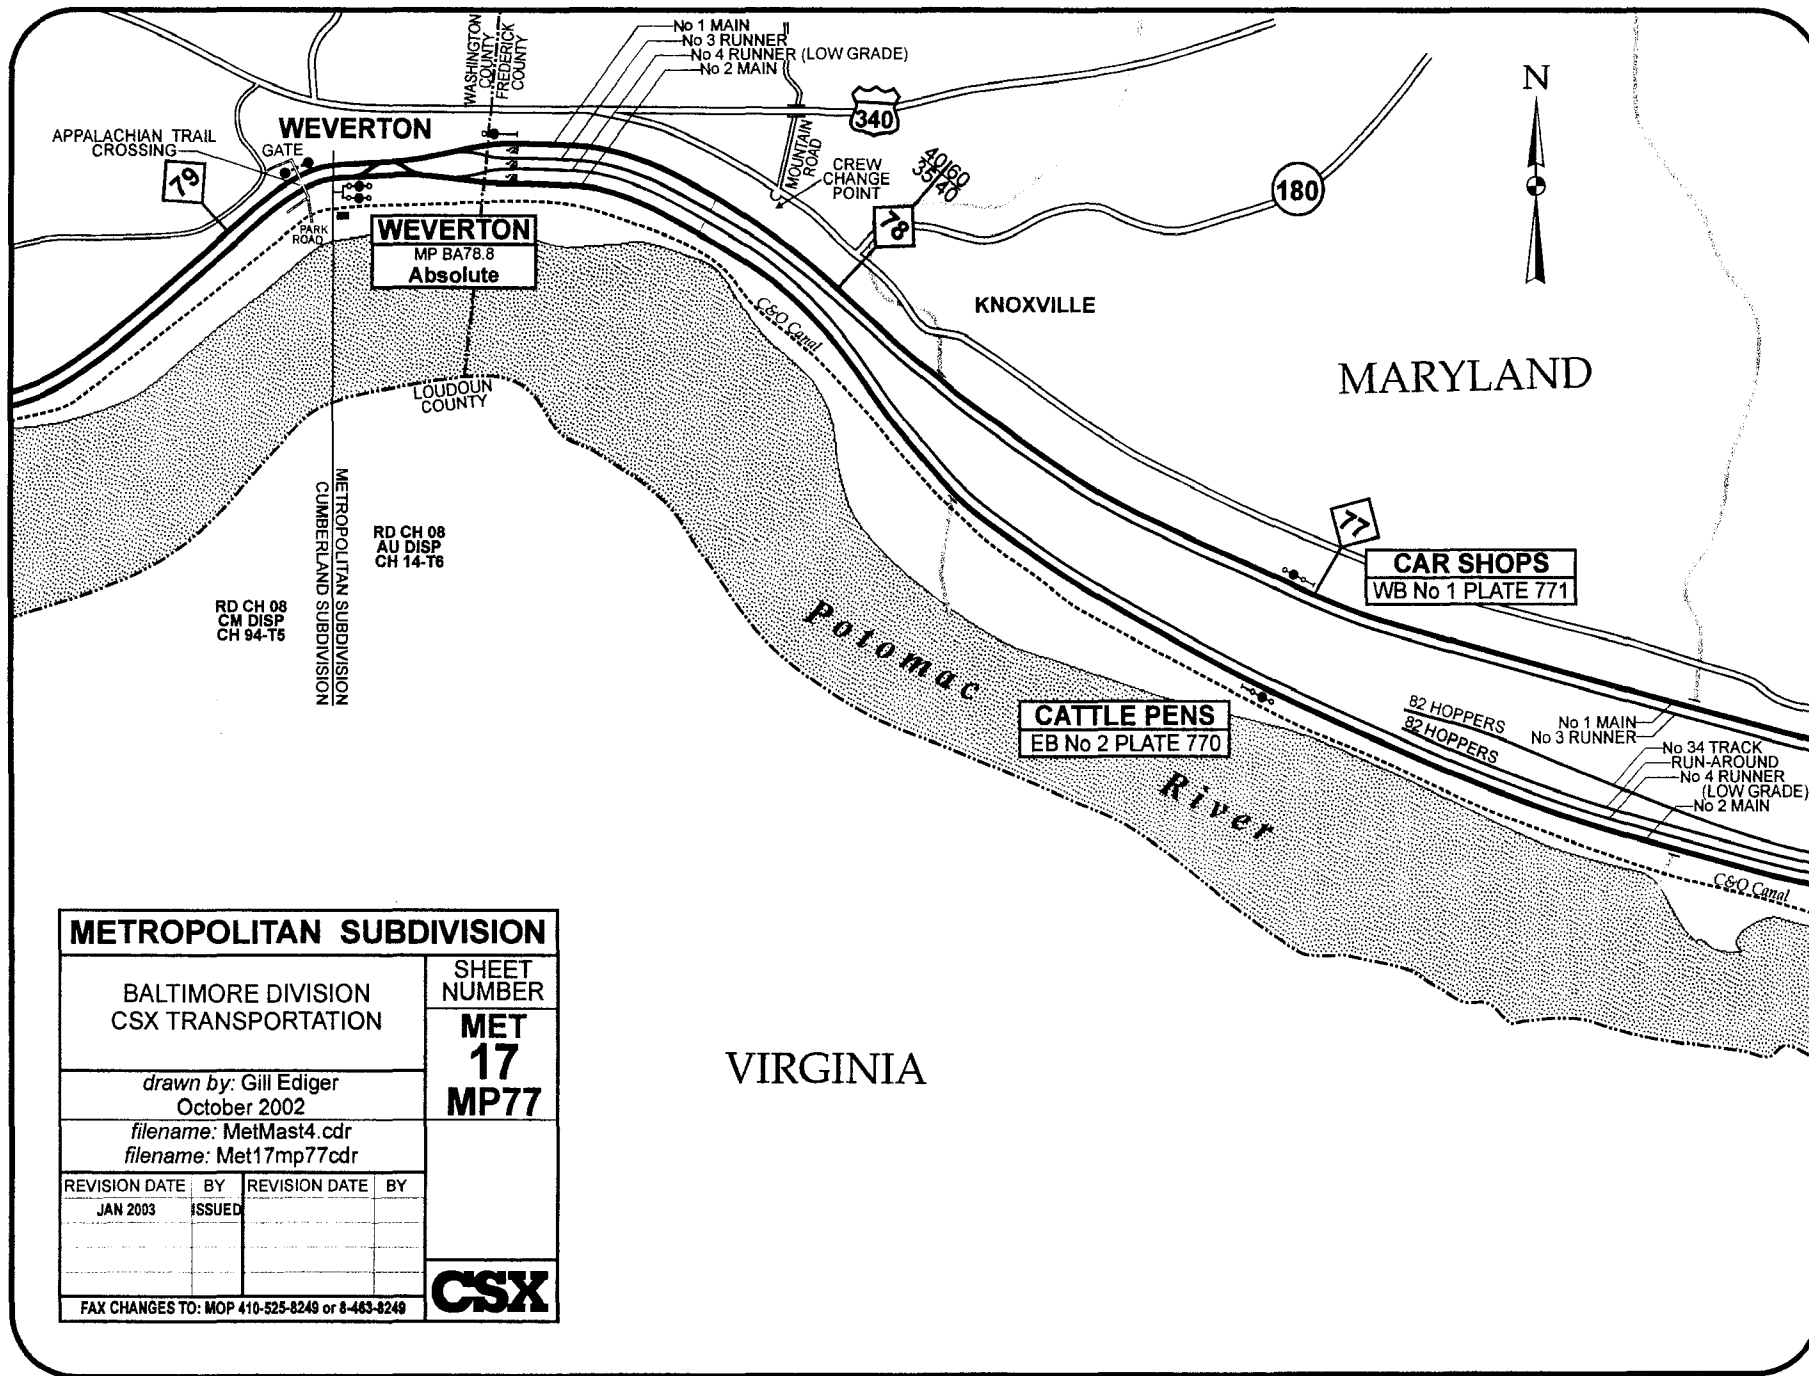 No 1 MAIN
No 3 RUNNER
No 4 RUNNER (LOW GRADE)
No 2 MAIN
WASHINGTON
COUNTY
FREDERICK
COUNTY
340
WEVERTON
APPALACHIAN TRAIL
CROSSING
GATE
79
PARK
ROAD
WEVERTON
MP BA78.8
Absolute
MOUNTAIN
ROAD
CREW
CHANGE
POINT
40|60
35|40
78
180
N
KNOXVILLE
C&O Canal
MARYLAND
LOUDOUN
COUNTY
METROPOLITAN SUBDIVISION
CUMBERLAND SUBDIVISION
RD CH 08
AU DISP
CH 14-T6
RD CH 08
CM DISP
CH 94-T5
77
CAR SHOPS
WB No 1 PLATE 771
Potomac
River
CATTLE PENS
EB No 2 PLATE 770
82 HOPPERS
82 HOPPERS
No 1 MAIN
No 3 RUNNER
No 34 TRACK
RUN-AROUND
No 4 RUNNER
(LOW GRADE)
No 2 MAIN
C&O Canal
VIRGINIA
METROPOLITAN SUBDIVISION
BALTIMORE DIVISION
CSX TRANSPORTATION
SHEET
NUMBER
MET
17
MP77
drawn by: Gill Ediger
October 2002
filename: MetMast4.cdr
filename: Met17mp77cdr
REVISION DATE BY REVISION DATE BY
JAN 2003 ISSUED
FAX CHANGES TO: MOP 410-525-8249 or 8-463-8249
CSX